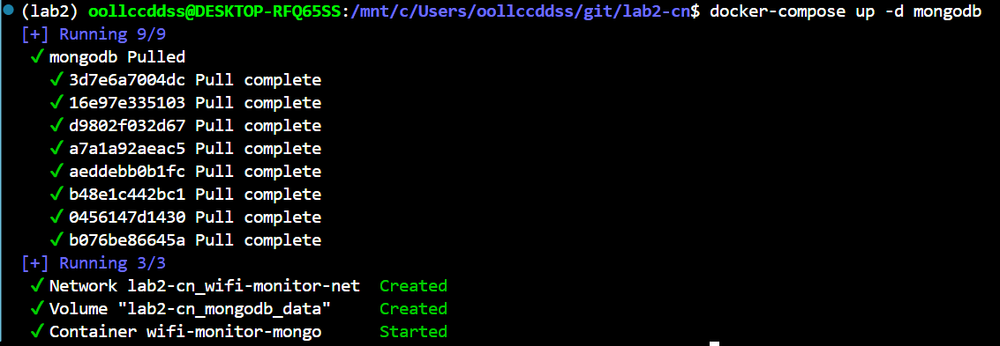 (lab2) oollccddss@DESKTOP-RFQ65SS:/mnt/c/Users/oollccddss/git/lab2-cn$ docker-compose up -d mongodb
[+] Running 9/9
✓ mongodb Pulled
✓ 3d7e6a7004dc Pull complete
✓ 16e97e335103 Pull complete
✓ d9802f032d67 Pull complete
✓ a7a1a92aeac5 Pull complete
✓ aeddebb0b1fc Pull complete
✓ b48e1c442bc1 Pull complete
✓ 0456147d1430 Pull complete
✓ b076be86645a Pull complete
[+] Running 3/3
✓ Network lab2-cn_wifi-monitor-net Created
✓ Volume "lab2-cn_mongodb_data" Created
✓ Container wifi-monitor-mongo Started